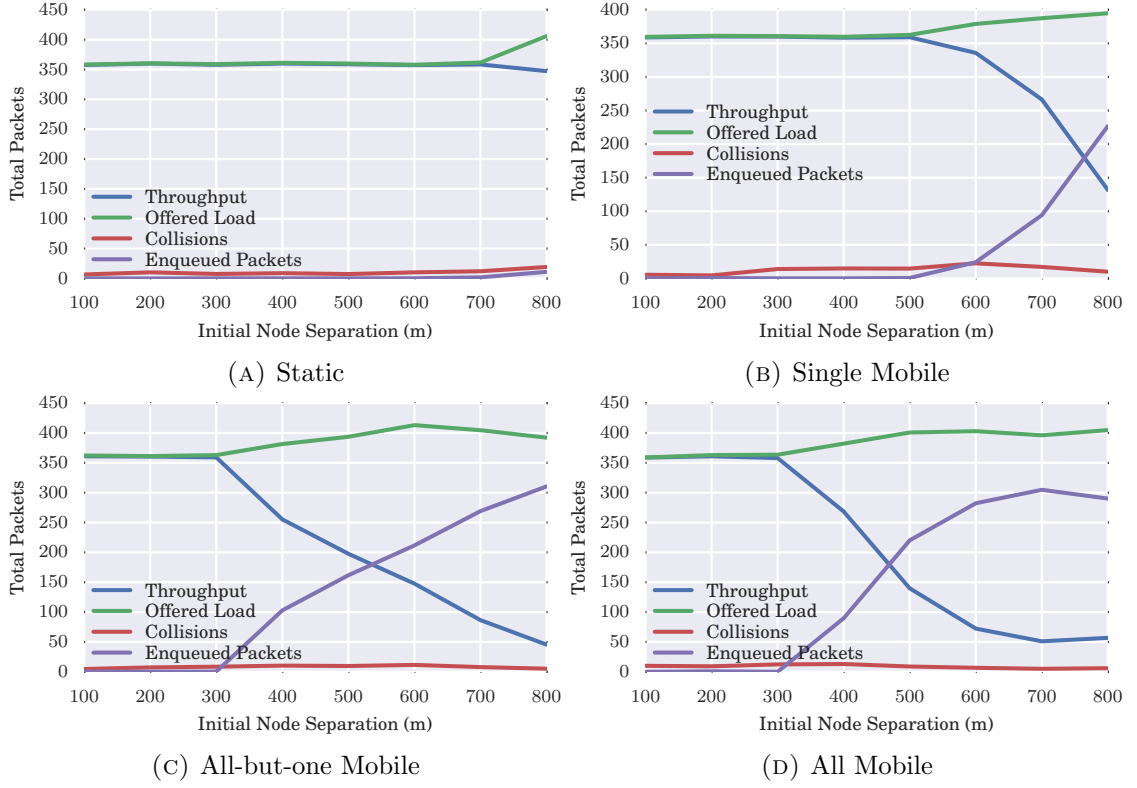 450
400
350
300
250
200
150
100
50
0
Total Packets
Throughput
Offered Load
Collisions
Enqueued Packets
100 200 300 400 500 600 700 800
Initial Node Separation (m)
(A) Static
400
350
300
250
200
150
100
50
0
Total Packets
Throughput
Offered Load
Collisions
Enqueued Packets
100 200 300 400 500 600 700 800
Initial Node Separation (m)
(B) Single Mobile
450
400
350
300
250
200
150
100
50
0
Total Packets
Throughput
Offered Load
Collisions
Enqueued Packets
100 200 300 400 500 600 700 800
Initial Node Separation (m)
(C) All-but-one Mobile
450
400
350
300
250
200
150
100
50
0
Total Packets
Throughput
Offered Load
Collisions
Enqueued Packets
100 200 300 400 500 600 700 800
Initial Node Separation (m)
(D) All Mobile